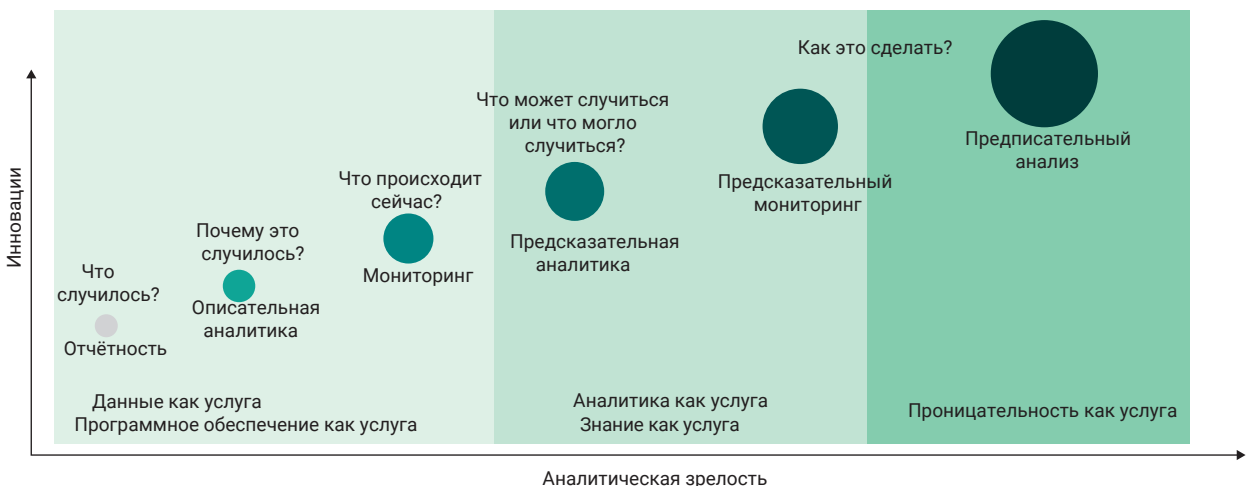 Инновации
Что
случилось?
Отчётность
Почему это
случилось?
Описательная
аналитика
Что происходит
сейчас?
Мониторинг
Данные как услуга
Программное обеспечение как услуга
Что может случиться
или что могло
случиться?
Предсказательная
аналитика
Предсказательный
мониторинг
Аналитика как услуга
Знание как услуга
Как это сделать?
Предписательный
анализ
Проницательность как услуга
Аналитическая зрелость